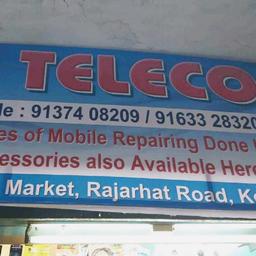 TELECO
le : 91374 08209 / 91633 28320
es of Mobile Repairing Done
essories also Available Here
Market, Rajarhat Road, K